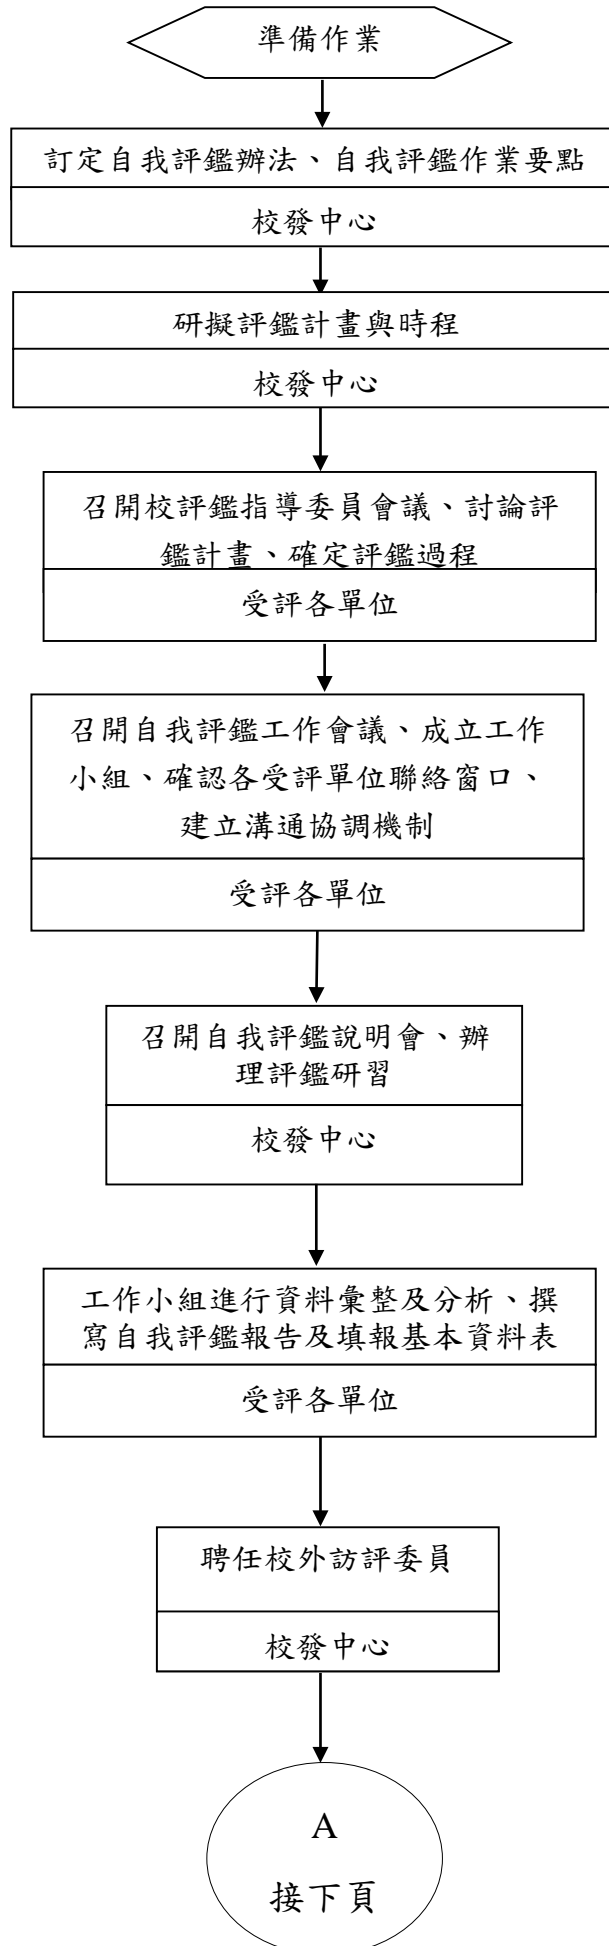 準備作業
訂定自我評鑑辦法、自我評鑑作業要點
校發中心
研擬評鑑計畫與時程
校發中心
召開校評鑑指導委員會議、討論評
鑑計畫、確定評鑑過程
受評各單位
召開自我評鑑工作會議、成立工作
小組、確認各受評單位聯絡窗口、
建立溝通協調機制
受評各單位
召開自我評鑑說明會、辦
理評鑑研習
校發中心
工作小組進行資料彙整及分析、撰
寫自我評鑑報告及填報基本資料表
受評各單位
聘任校外訪評委員
校發中心
A
接下頁